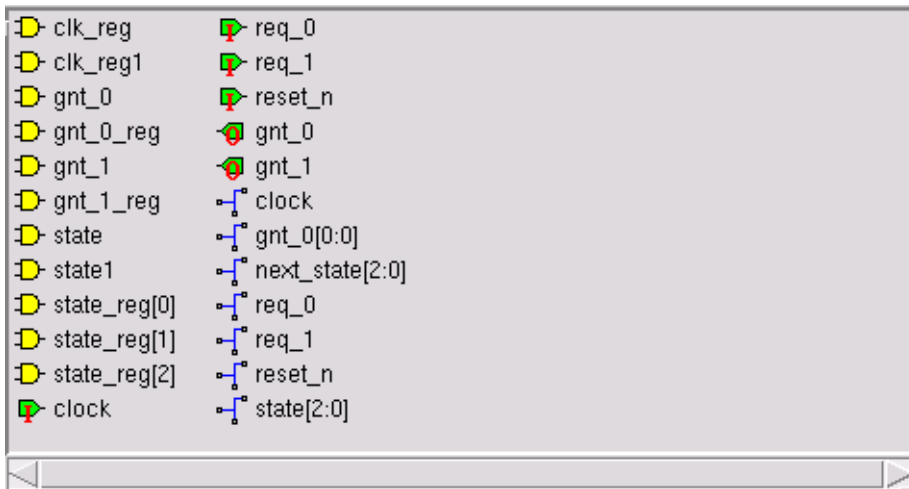 clk_reg
clk_reg1
gnt_0
gnt_0_reg
gnt_1
gnt_1_reg
state
state1
state_reg[0]
state_reg[1]
state_reg[2]
clock
req_0
req_1
reset_n
gnt_0
gnt_1
clock
gnt_0[0:0]
next_state[2:0]
req_0
req_1
reset_n
state[2:0]